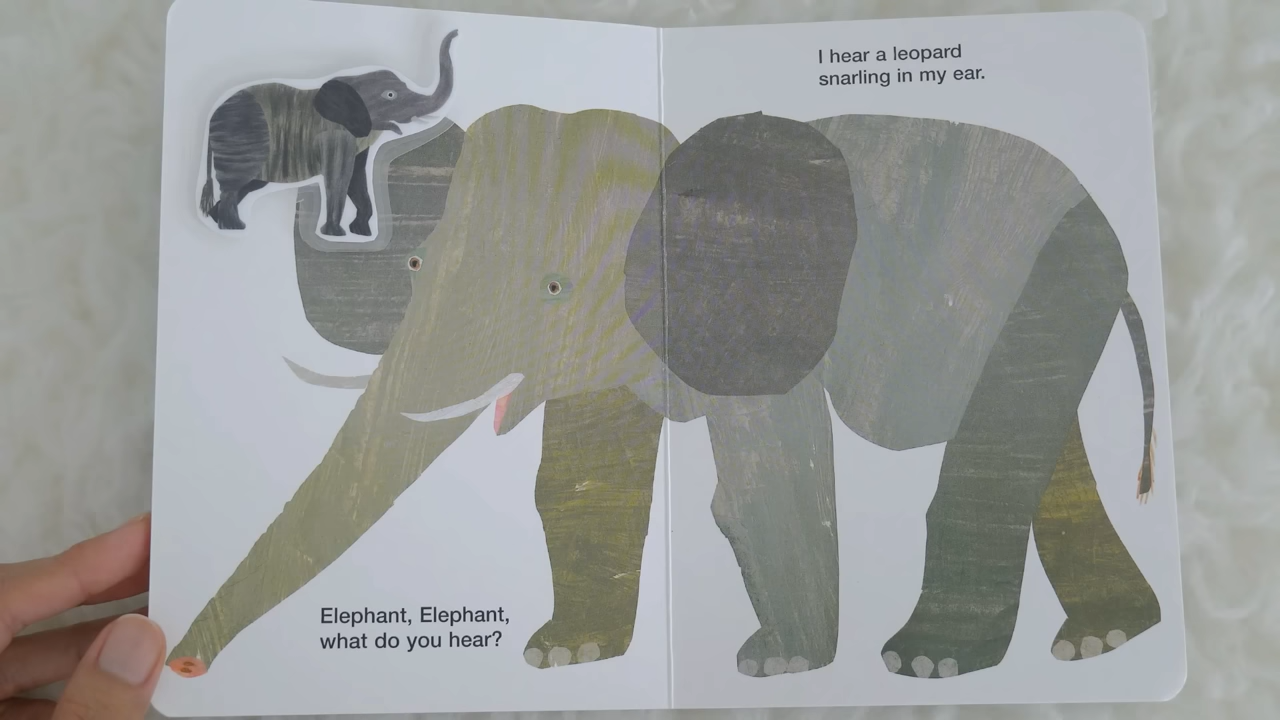 Elephant, Elephant,
what do you hear?
I hear a leopard
snarling in my ear.